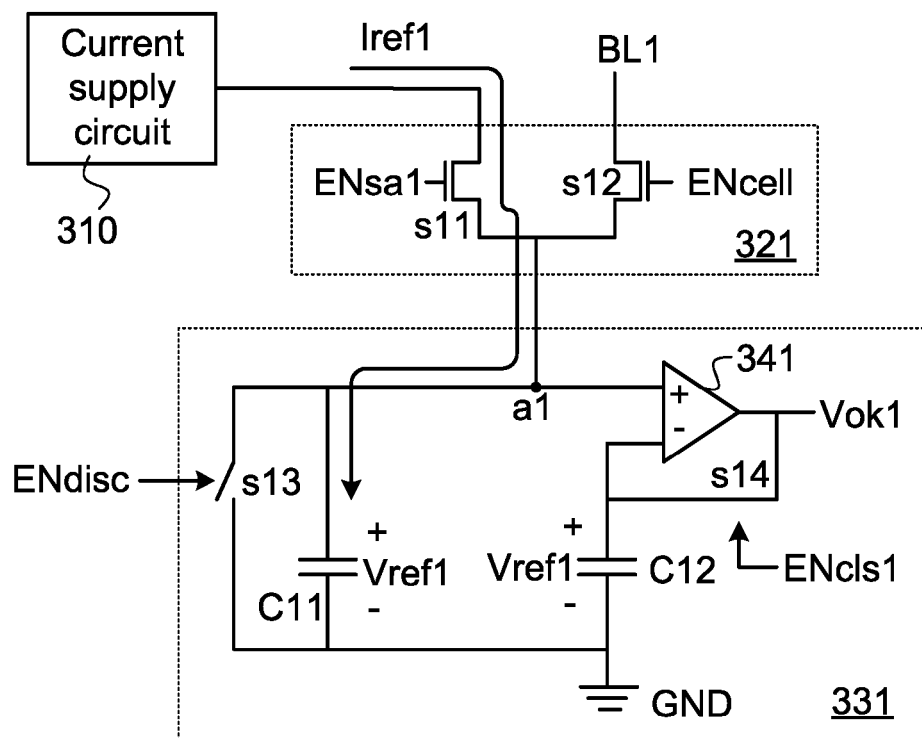 Current
supply
circuit
310
Iref1
BL1
ENsa1
s11
s12
ENcell
321
341
a1
+
-
Vok1
s14
ENdisc
s13
+
Vref1
-
C11
+
Vref1
-
C12
ENcls1
GND
331